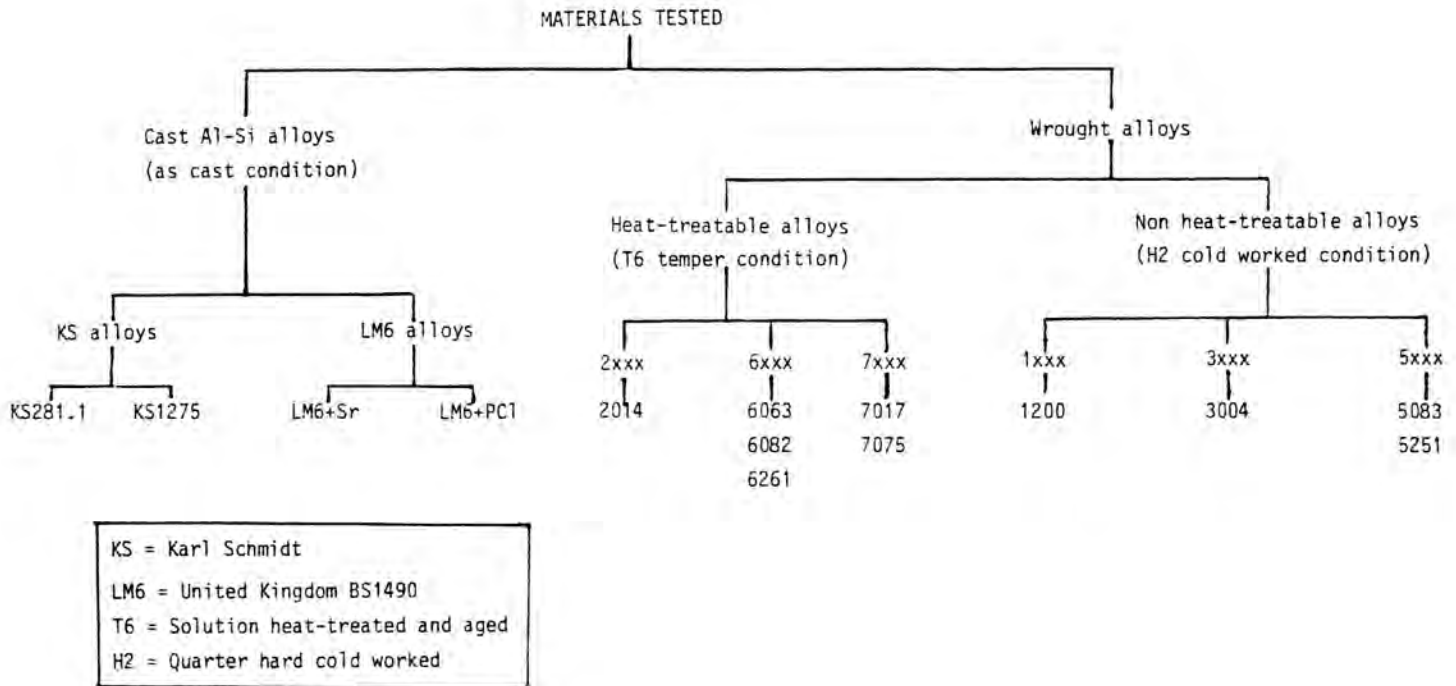 MATERIALS TESTED
Cast Al-Si alloys
(as cast condition)
Wrought alloys
Heat-treatable alloys
(T6 temper condition)
Non heat-treatable alloys
(H2 cold worked condition)
KS alloys
LM6 alloys
2xxx
6xxx
7xxx
1xxx
3xxx
5xxx
KS281.1
KS1275
LM6+Sr
LM6+PCl
2014
6063
7017
1200
3004
5083
6082
7075
5251
6261
KS = Karl Schmidt
LM6 = United Kingdom BS1490
T6 = Solution heat-treated and aged
H2 = Quarter hard cold worked